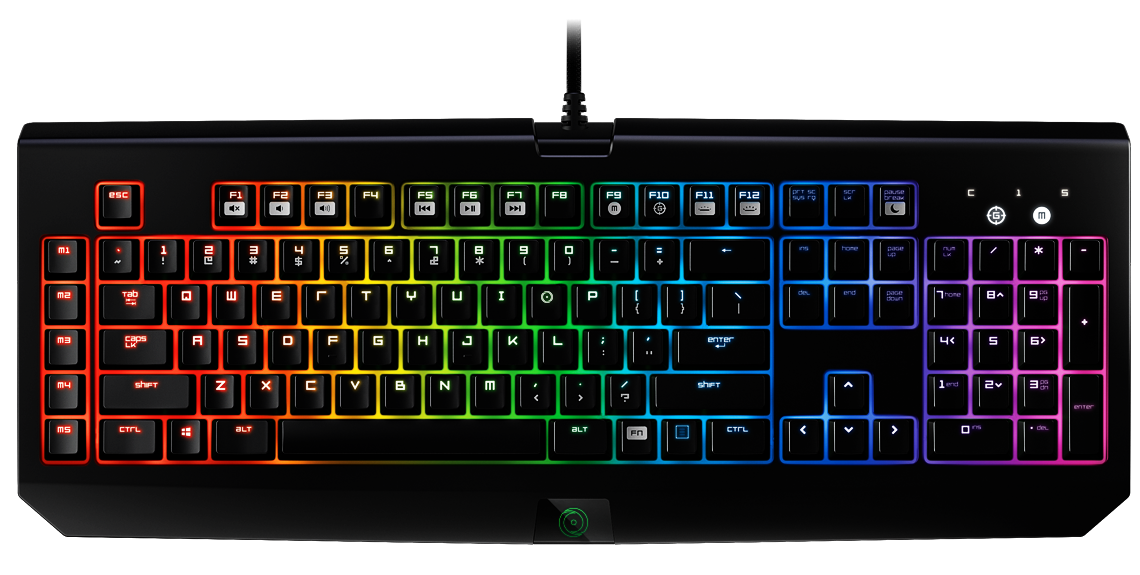 C 1 S
esc F1 F2 F3 F4 F5 F6 F7 F8 F9 F10 F11 F12 prt sc scr pause
M G sys rq lk break
G M
M1 1 2 3 4 5 6 7 8 9 0 - = ← ins home page num / * -
~ ! @ # $ % ^ & * ( ) _ + up lk
M2 Tab Q W E R T Y U I O P [ ] \ del end page 7 home 8 ^ 9 pg +
{ } | down up
M3 caps A S D F G H J K L ; ' enter 4 < 5 6 >
lk : "
M4 shift Z X C V B N M , . / shift ^ 1 end 2 v 3 pg enter
< > ? dn
M5 CTRL ALT ALT FN CTRL < v > 0 ins . del